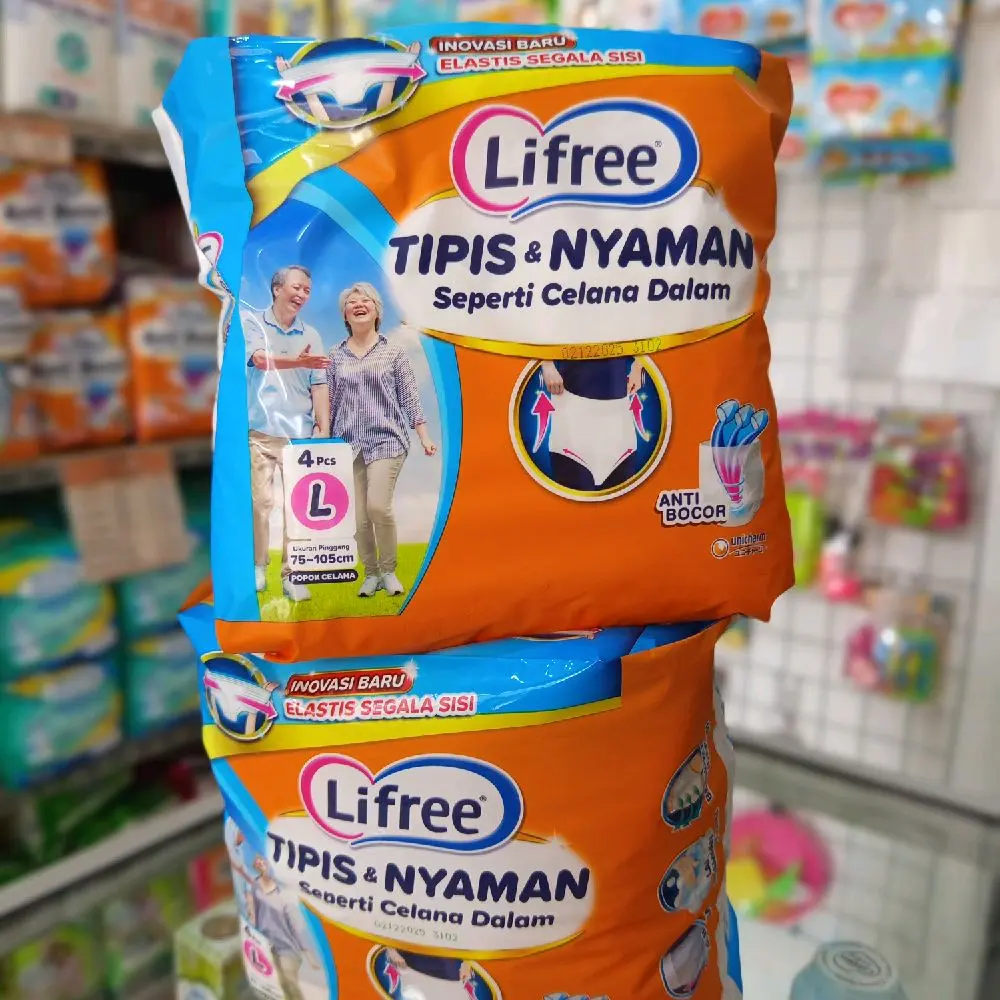 INOVASI BARU
ELASTIS SEGALA SISI
Lifree®
TIPIS & NYAMAN
Seperti Celana Dalam
02122025 3102
4 Pcs
L
Ukuran Pinggang
75-105cm
POPOK CELANA
ANTI
BOCOR
unicharm
INOVASI BARU
ELASTIS SEGALA SISI
Lifree®
TIPIS & NYAMAN
Seperti Celana Dalam
02122025 3102
L